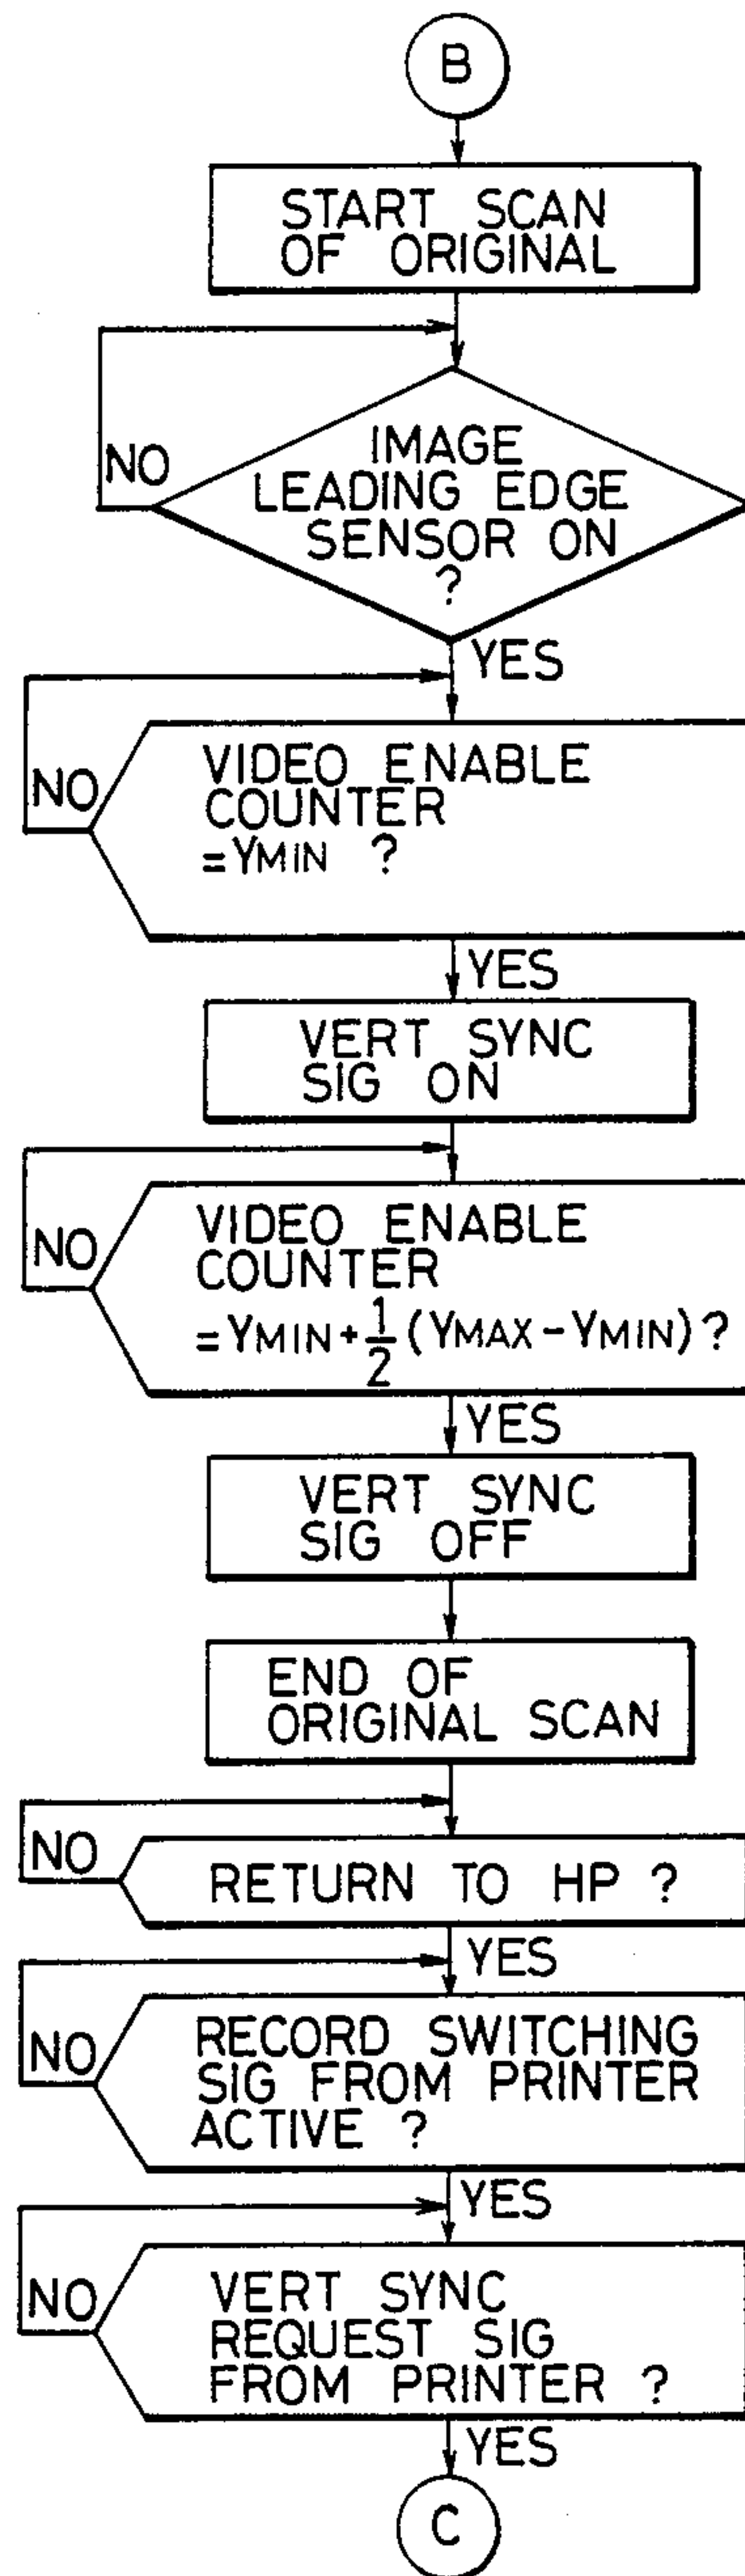 B
START SCAN
OF ORIGINAL
NO
IMAGE
LEADING EDGE
SENSOR ON
?
YES
NO
VIDEO ENABLE
COUNTER
=YMIN ?
YES
VERT SYNC
SIG ON
NO
VIDEO ENABLE
COUNTER
=YMIN+1/2(YMAX-YMIN)?
YES
VERT SYNC
SIG OFF
END OF
ORIGINAL SCAN
NO
RETURN TO HP ?
YES
NO
RECORD SWITCHING
SIG FROM PRINTER
ACTIVE ?
YES
NO
VERT SYNC
REQUEST SIG
FROM PRINTER ?
YES
C